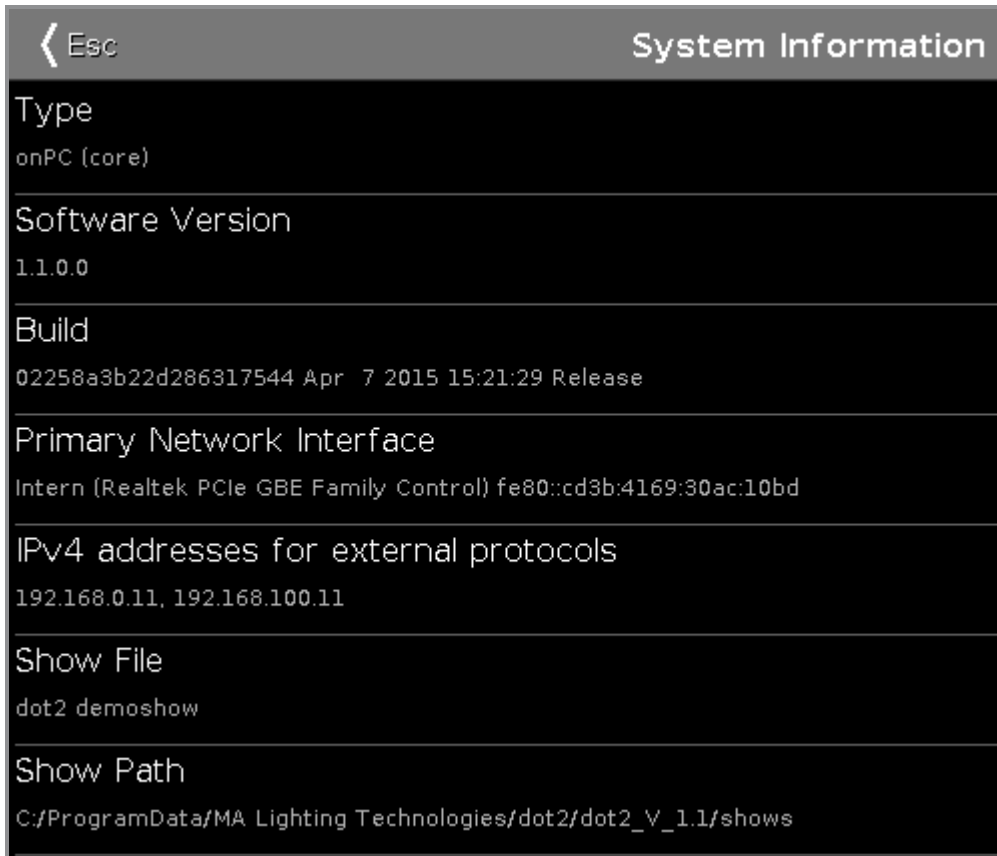 Esc
System Information
Type
onPC (core)
Software Version
1.1.0.0
Build
02258a3b22d286317544 Apr  7 2015 15:21:29 Release
Primary Network Interface
Intern (Realtek PCIe GBE Family Control) fe80::cd3b:4169:30ac:10bd
IPv4 addresses for external protocols
192.168.0.11, 192.168.100.11
Show File
dot2 demoshow
Show Path
C:/ProgramData/MA Lighting Technologies/dot2/dot2_V_1.1/shows